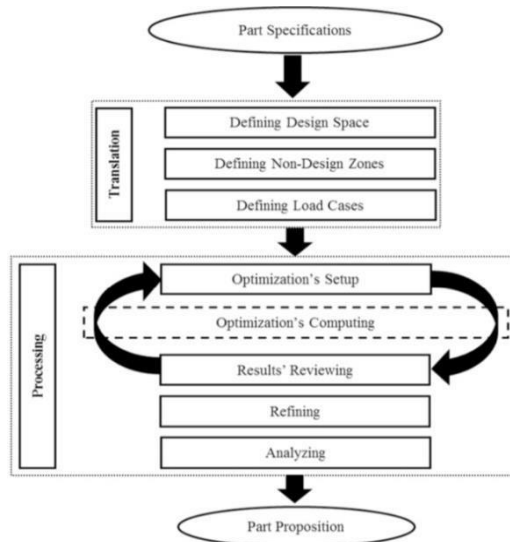 Part Specifications
Translation
Defining Design Space
Defining Non-Design Zones
Defining Load Cases
Processing
Optimization's Setup
Optimization's Computing
Results' Reviewing
Refining
Analyzing
Part Proposition